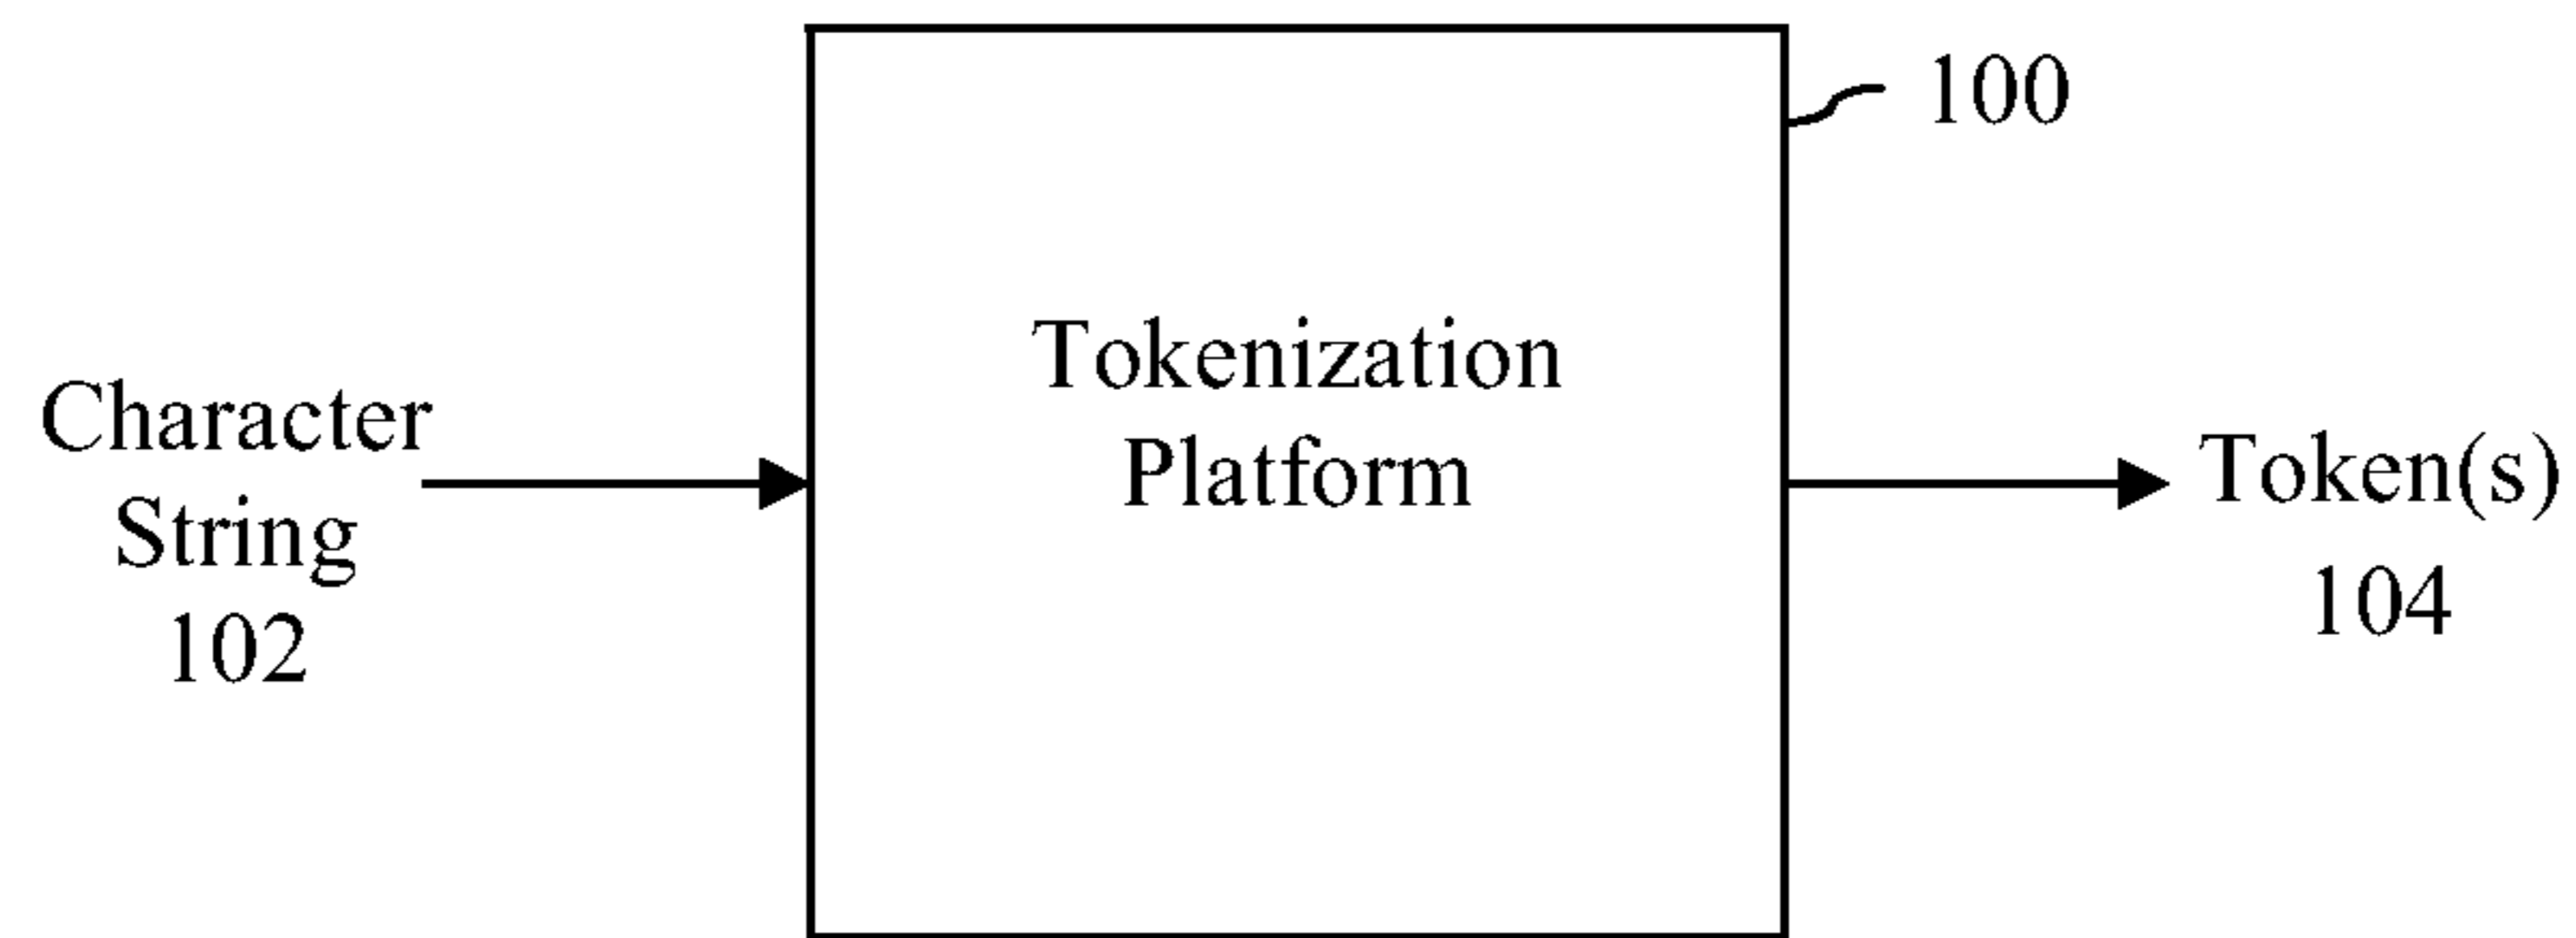 100
Tokenization
Platform
Character
String
102
Token(s)
104